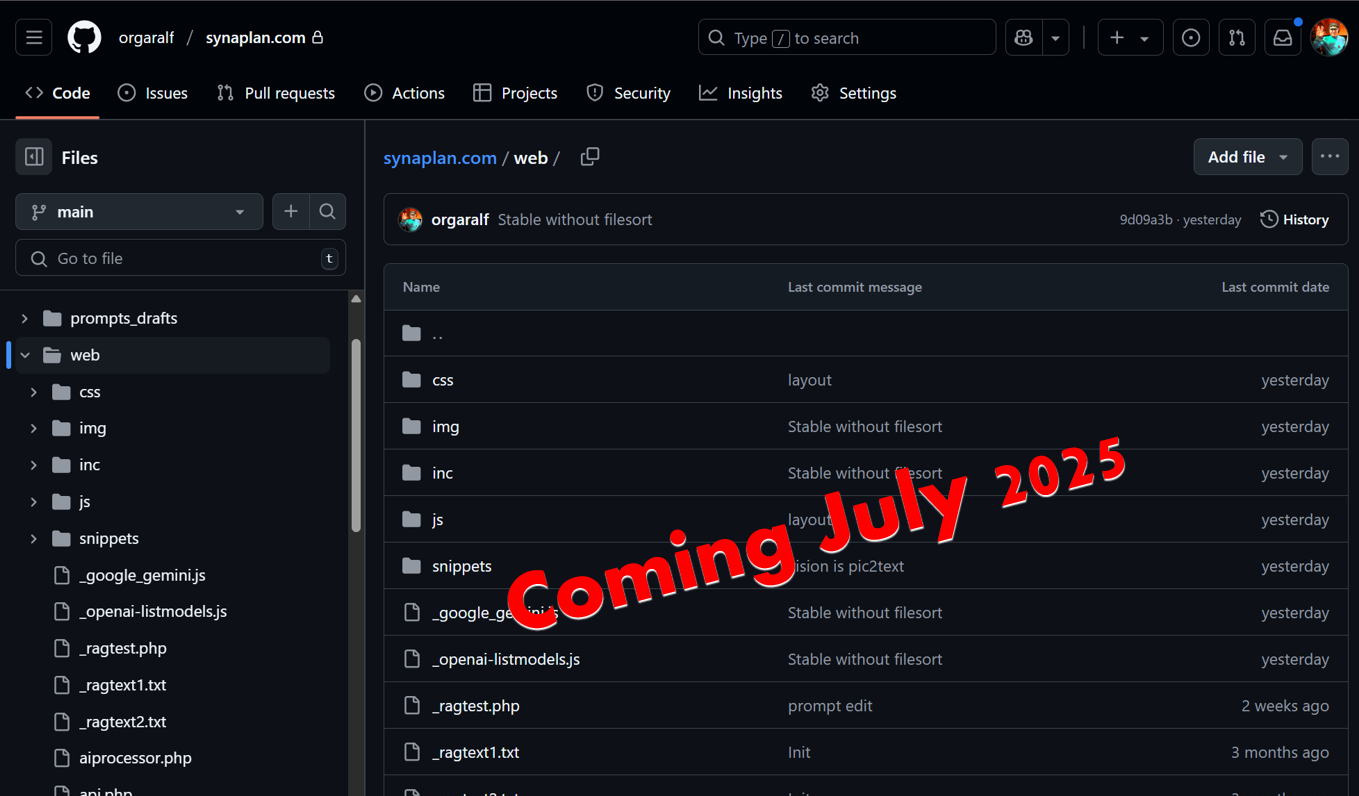 orgaralf / synaplan.com
Type / to search
Code Issues Pull requests Actions Projects Security Insights Settings
Files
main
Go to file t
prompts_drafts
web
css
img
inc
js
snippets
_google_gemini.js
_openai-listmodels.js
_ragtest.php
_ragtext1.txt
_ragtext2.txt
aiprocessor.php
api.php
synaplan.com / web /
Add file
orgaralf Stable without filesort 9d09a3b · yesterday History
Name Last commit message Last commit date
..
css layout yesterday
img Stable without filesort yesterday
inc Stable without filesort yesterday
js layout yesterday
snippets vision is pic2text yesterday
_google_gemini.js Stable without filesort yesterday
_openai-listmodels.js Stable without filesort yesterday
_ragtest.php prompt edit 2 weeks ago
_ragtext1.txt Init 3 months ago
Coming July 2025